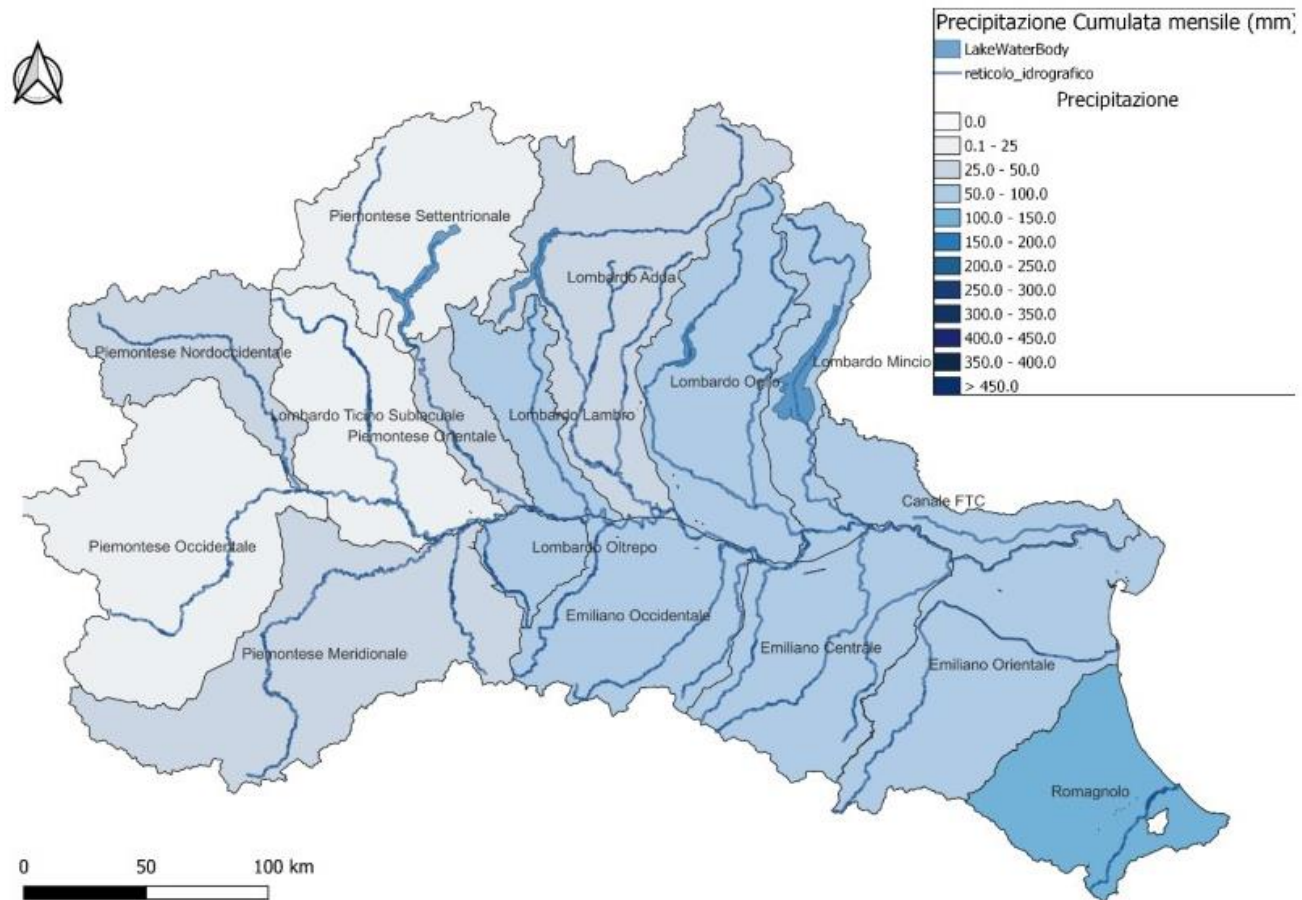 Precipitazione Cumulata mensile (mm)
LakeWaterBody
reticolo_idrografico
Precipitazione
0.0
0.1 - 25
25.0 - 50.0
50.0 - 100.0
100.0 - 150.0
150.0 - 200.0
200.0 - 250.0
250.0 - 300.0
300.0 - 350.0
400.0 - 450.0
350.0 - 400.0
> 450.0
Piemontese Settentrionale
Lombardo Adda
Piemontese Nordoccidentale
Lombardo Mincio
Lombardo Oglio
Lombardo Ticino Sublacuale
Lombardo Lambro
Piemontese Orientale
Canale FTC
Piemontese Occidentale
Lombardo Oltrepo
Emiliano Occidentale
Piemontese Meridionale
Emiliano Centrale
Emiliano Orientale
Romagnolo
0 50 100 km